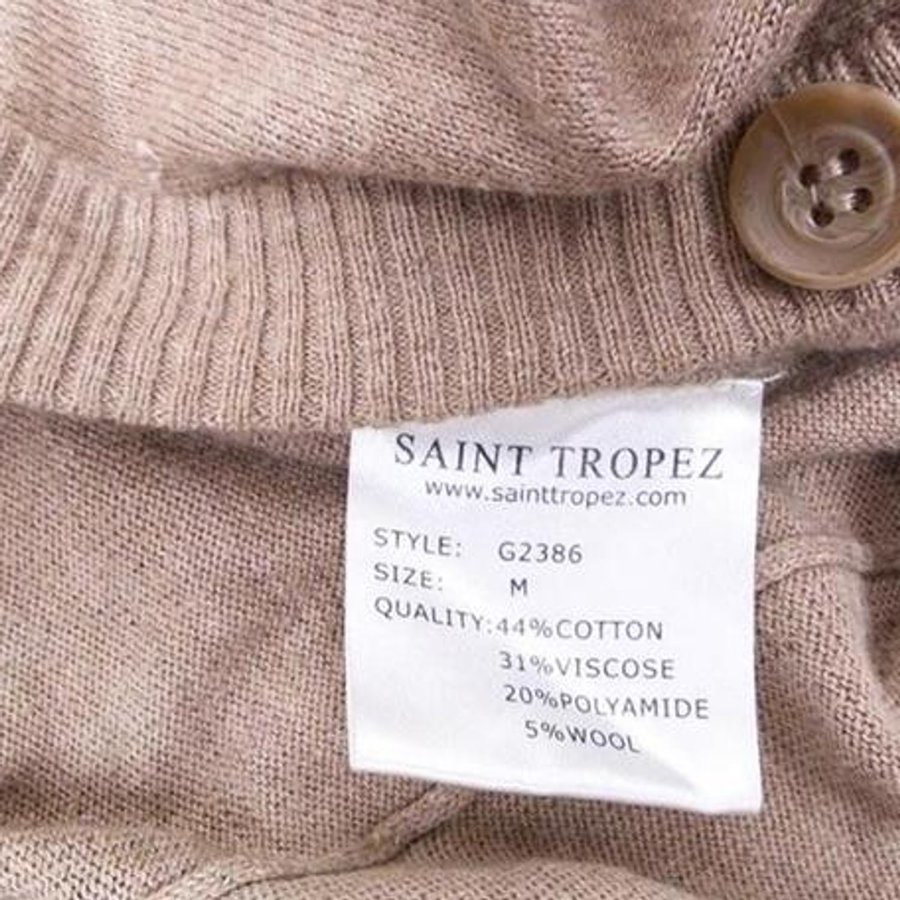 SAINT TROPEZ
www.sainttropez.com
STYLE: G2386
SIZE: M
QUALITY:44%COTTON
31%VISCOSE
20%POLYAMIDE
5%WOOL